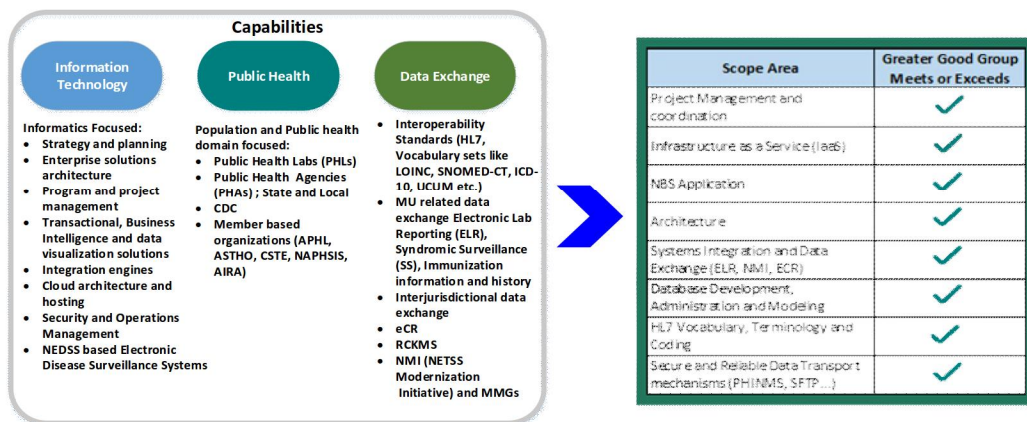 Capabilities
Information
Technology
Informatics Focused:
• Strategy and planning
• Enterprise solutions
architecture
• Program and project
management
• Transactional, Business
Intelligence and data
visualization solutions
• Integration engines
• Cloud architecture and
hosting
• Security and Operations
Management
• NEDSS based Electronic
Disease Surveillance Systems
Public Health
Population and Public health
domain focused:
• Public Health Labs (PHLs)
• Public Health Agencies
(PHAs) ; State and Local
• CDC
• Member based
organizations (APHL,
ASTHO, CSTE, NAPHSIS,
AIRA)
Data Exchange
• Interoperability
Standards (HL7,
Vocabulary sets like
LOINC, SNOMED-CT, ICD-
10, UCUM etc.)
• MU related data
exchange Electronic Lab
Reporting (ELR),
Syndromic Surveillance
(SS), Immunization
information and history
• Interjurisdictional data
exchange
• eCR
• RCKMS
• NMI (NETSS
Modernization
Initiative) and MMGs
Scope Area
Greater Good Group
Meets or Exceeds
Project Management and
coordination
✓
Infrastructure as a Service (IaaS)
✓
NBS Application
✓
Architecture
✓
Systems Integration and Data
Exchange (ELR, NMI, ECR)
✓
Database Development,
Administration and Modeling
✓
HL7 Vocabulary, Terminology and
Coding
✓
Secure and Reliable Data Transport
mechanisms (PHINMS, SFTP...)
✓